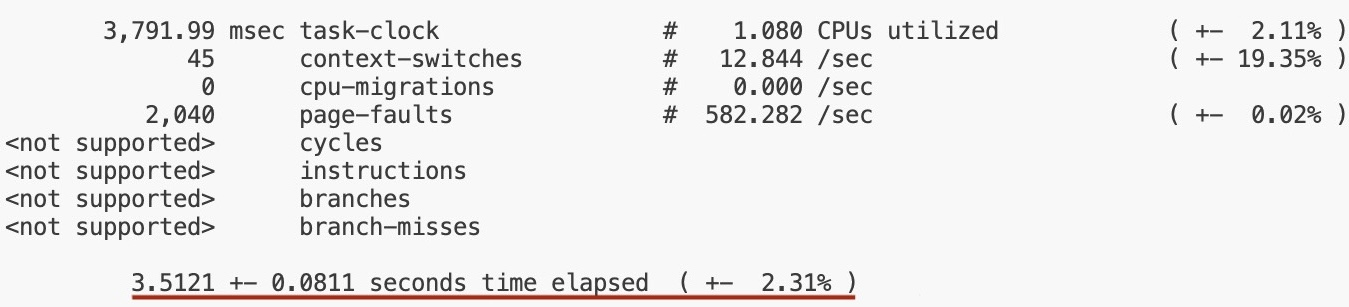 3,791.99 msec task-clock # 1.080 CPUs utilized ( +- 2.11% )
45 context-switches # 12.844 /sec ( +- 19.35% )
0 cpu-migrations # 0.000 /sec
2,040 page-faults # 582.282 /sec ( +- 0.02% )
<not supported> cycles
<not supported> instructions
<not supported> branches
<not supported> branch-misses
3.5121 +- 0.0811 seconds time elapsed ( +- 2.31% )